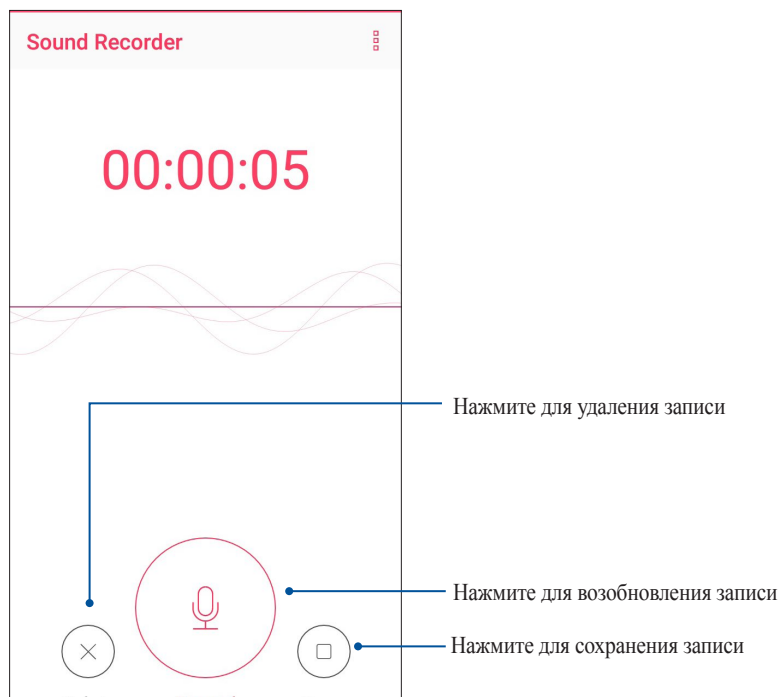 Sound Recorder
00:00:05
Нажмите для удаления записи
Нажмите для возобновления записи
Нажмите для сохранения записи